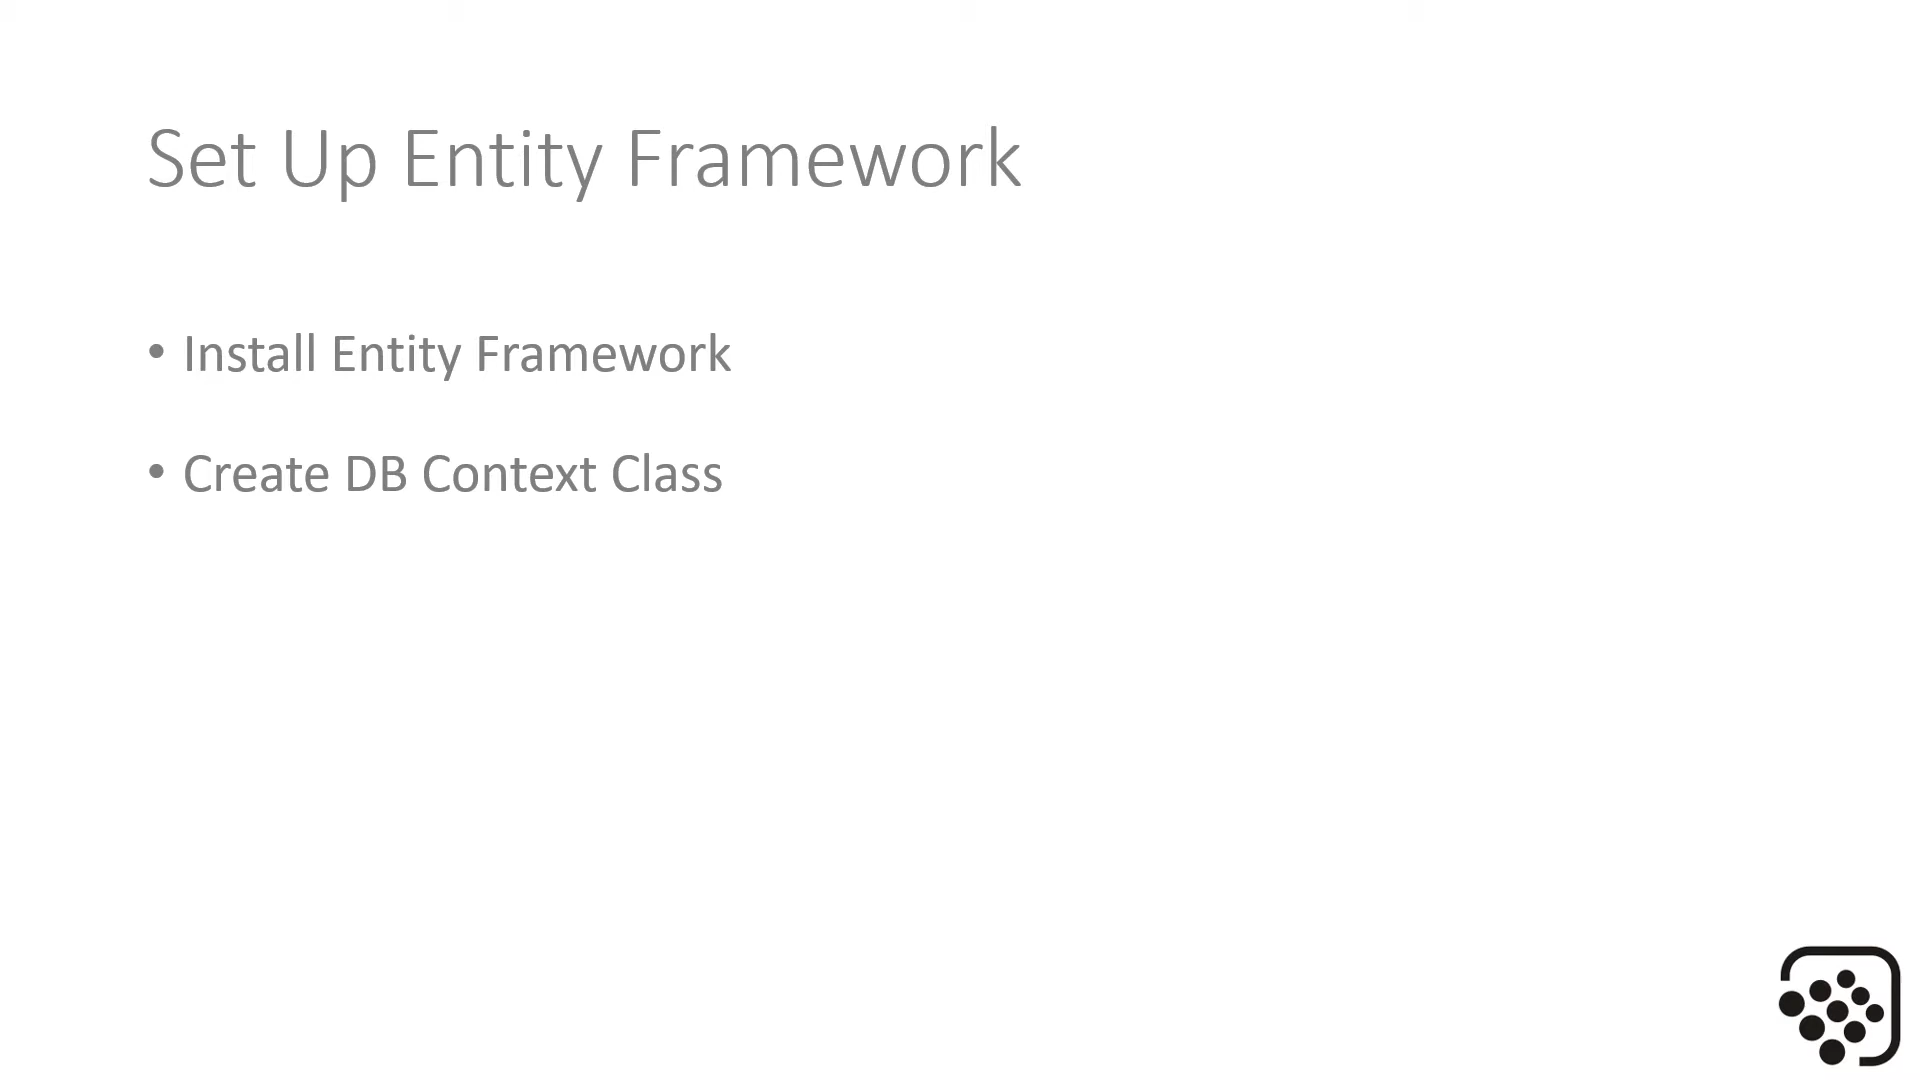 Set Up Entity Framework
• Install Entity Framework
• Create DB Context Class